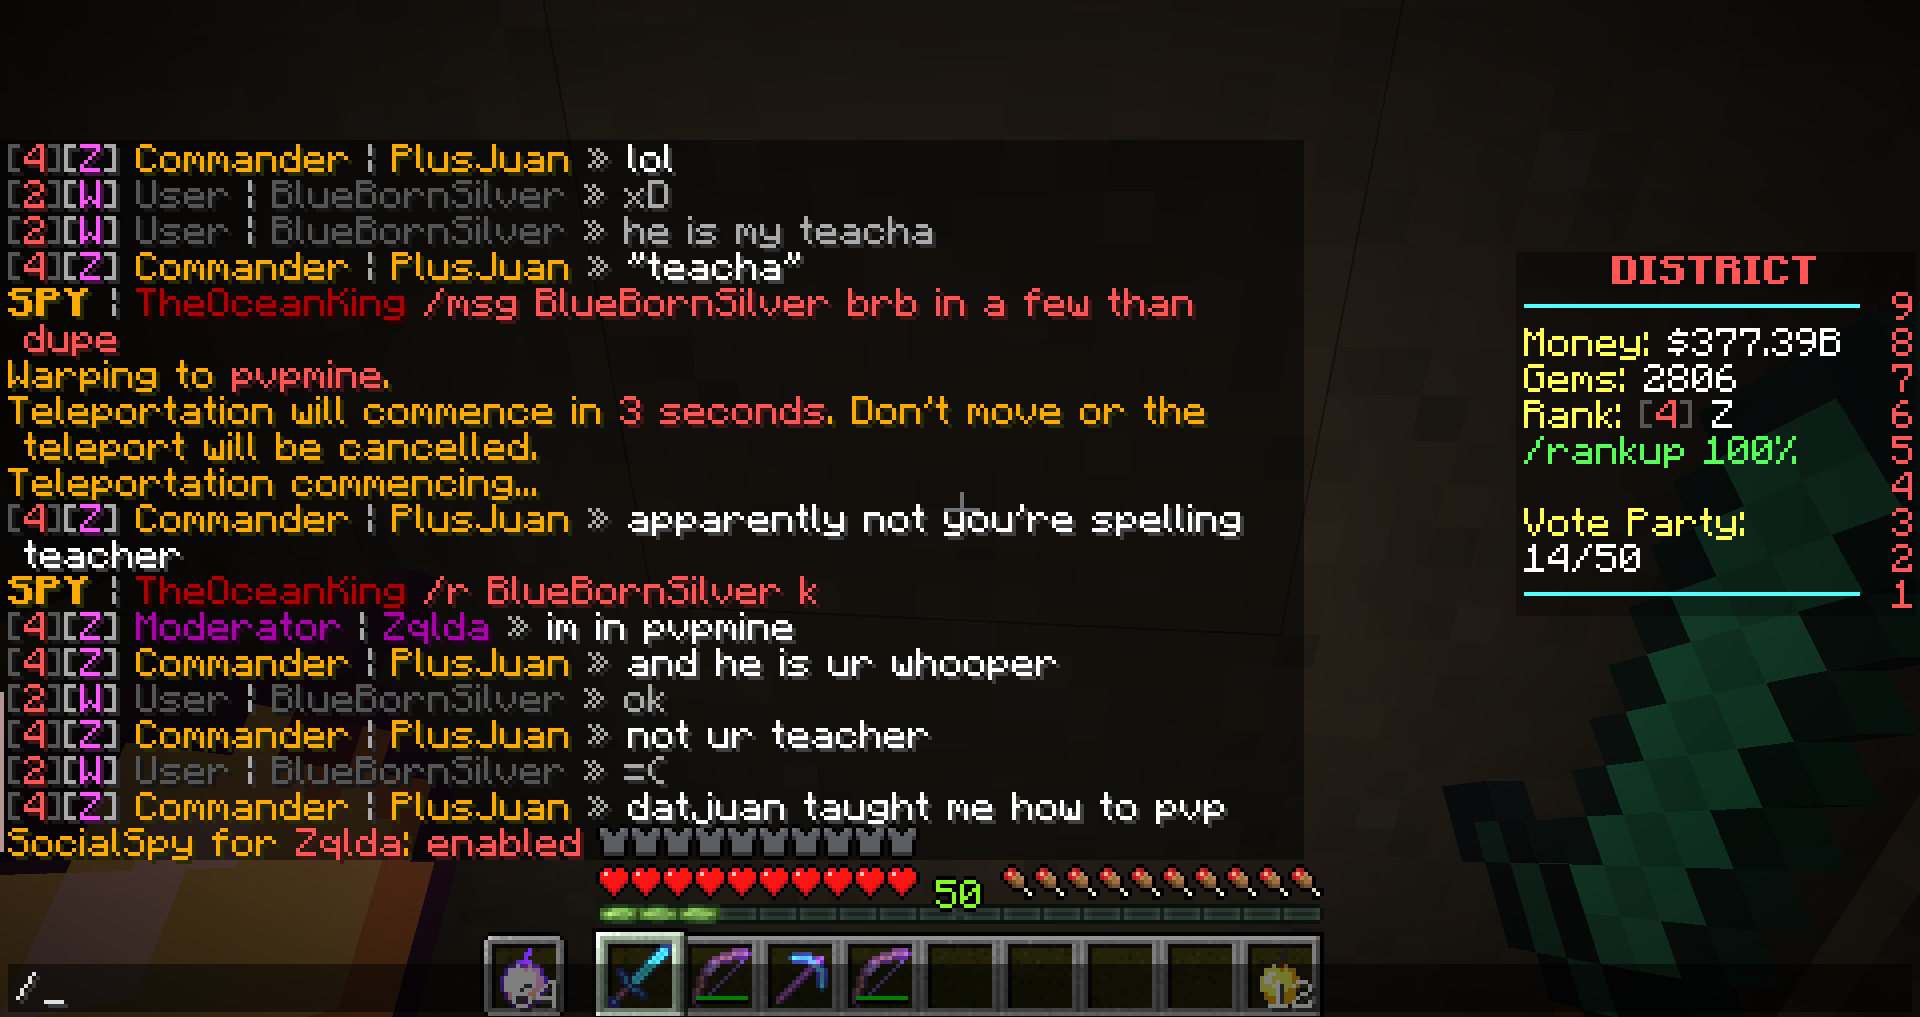 [4][Z] Commander ¦ PlusJuan » lol
[2][W] User ¦ BlueBornSilver » xD
[2][W] User ¦ BlueBornSilver » he is my teacha
[4][Z] Commander ¦ PlusJuan » "teacha"
SPY ¦ TheOceanKing /msg BlueBornSilver brb in a few than
dupe
Warping to pvpmine.
Teleportation will commence in 3 seconds. Don't move or the
teleport will be cancelled.
Teleportation commencing...
[4][Z] Commander ¦ PlusJuan » apparently not you're spelling
teacher
SPY ¦ TheOceanKing /r BlueBornSilver k
[4][Z] Moderator ¦ Zqlda » im in pvpmine
[4][Z] Commander ¦ PlusJuan » and he is ur whooper
[2][W] User ¦ BlueBornSilver » ok
[4][Z] Commander ¦ PlusJuan » not ur teacher
[2][W] User ¦ BlueBornSilver » =(
[4][Z] Commander ¦ PlusJuan » datjuan taught me how to pvp
SocialSpy for Zqlda: enabled
DISTRICT
9
Money: $377.39B 8
Gems: 2806 7
Rank: [4] Z 6
/rankup 100% 5
4
Vote Party: 3
14/50 2
1
50
4
12
/_